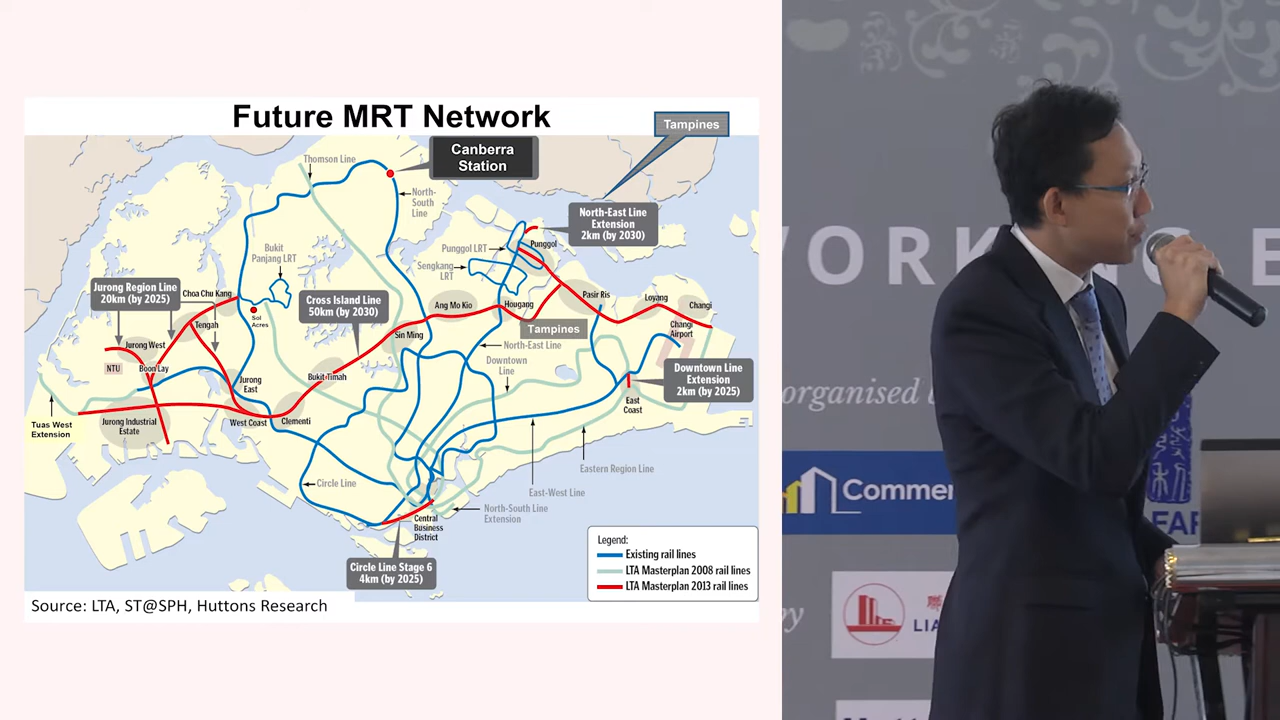 Future MRT Network
Tampines
Canberra
Station
Thomson Line
North-
South
Line
North-East Line
Extension
2km (by 2030)
Punggol LRT
Punggol
Sengkang
LRT
Bukit
Panjang LRT
Jurong Region Line
20km (by 2025)
Choa Chu Kang
Cross Island Line
50km (by 2030)
Sol
Acres
Tengah
Ang Mo Kio
Hougang
Pasir Ris
Loyang
Changi
Changi
Airport
Tampines
Sin Ming
North-East Line
Downtown
Line
Jurong West
NTU
Boon Lay
Jurong
East
Bukit Timah
Downtown Line
Extension
2km (by 2025)
East
Coast
Tuas West
Extension
Jurong Industrial
Estate
West Coast
Clementi
Circle Line
Eastern Region Line
East-West Line
North-South Line
Extension
Central
Business
District
Circle Line Stage 6
4km (by 2025)
Legend:
Existing rail lines
LTA Masterplan 2008 rail lines
LTA Masterplan 2013 rail lines
Source: LTA, ST@SPH, Huttons Research
organised
Commer
FAR
LIA